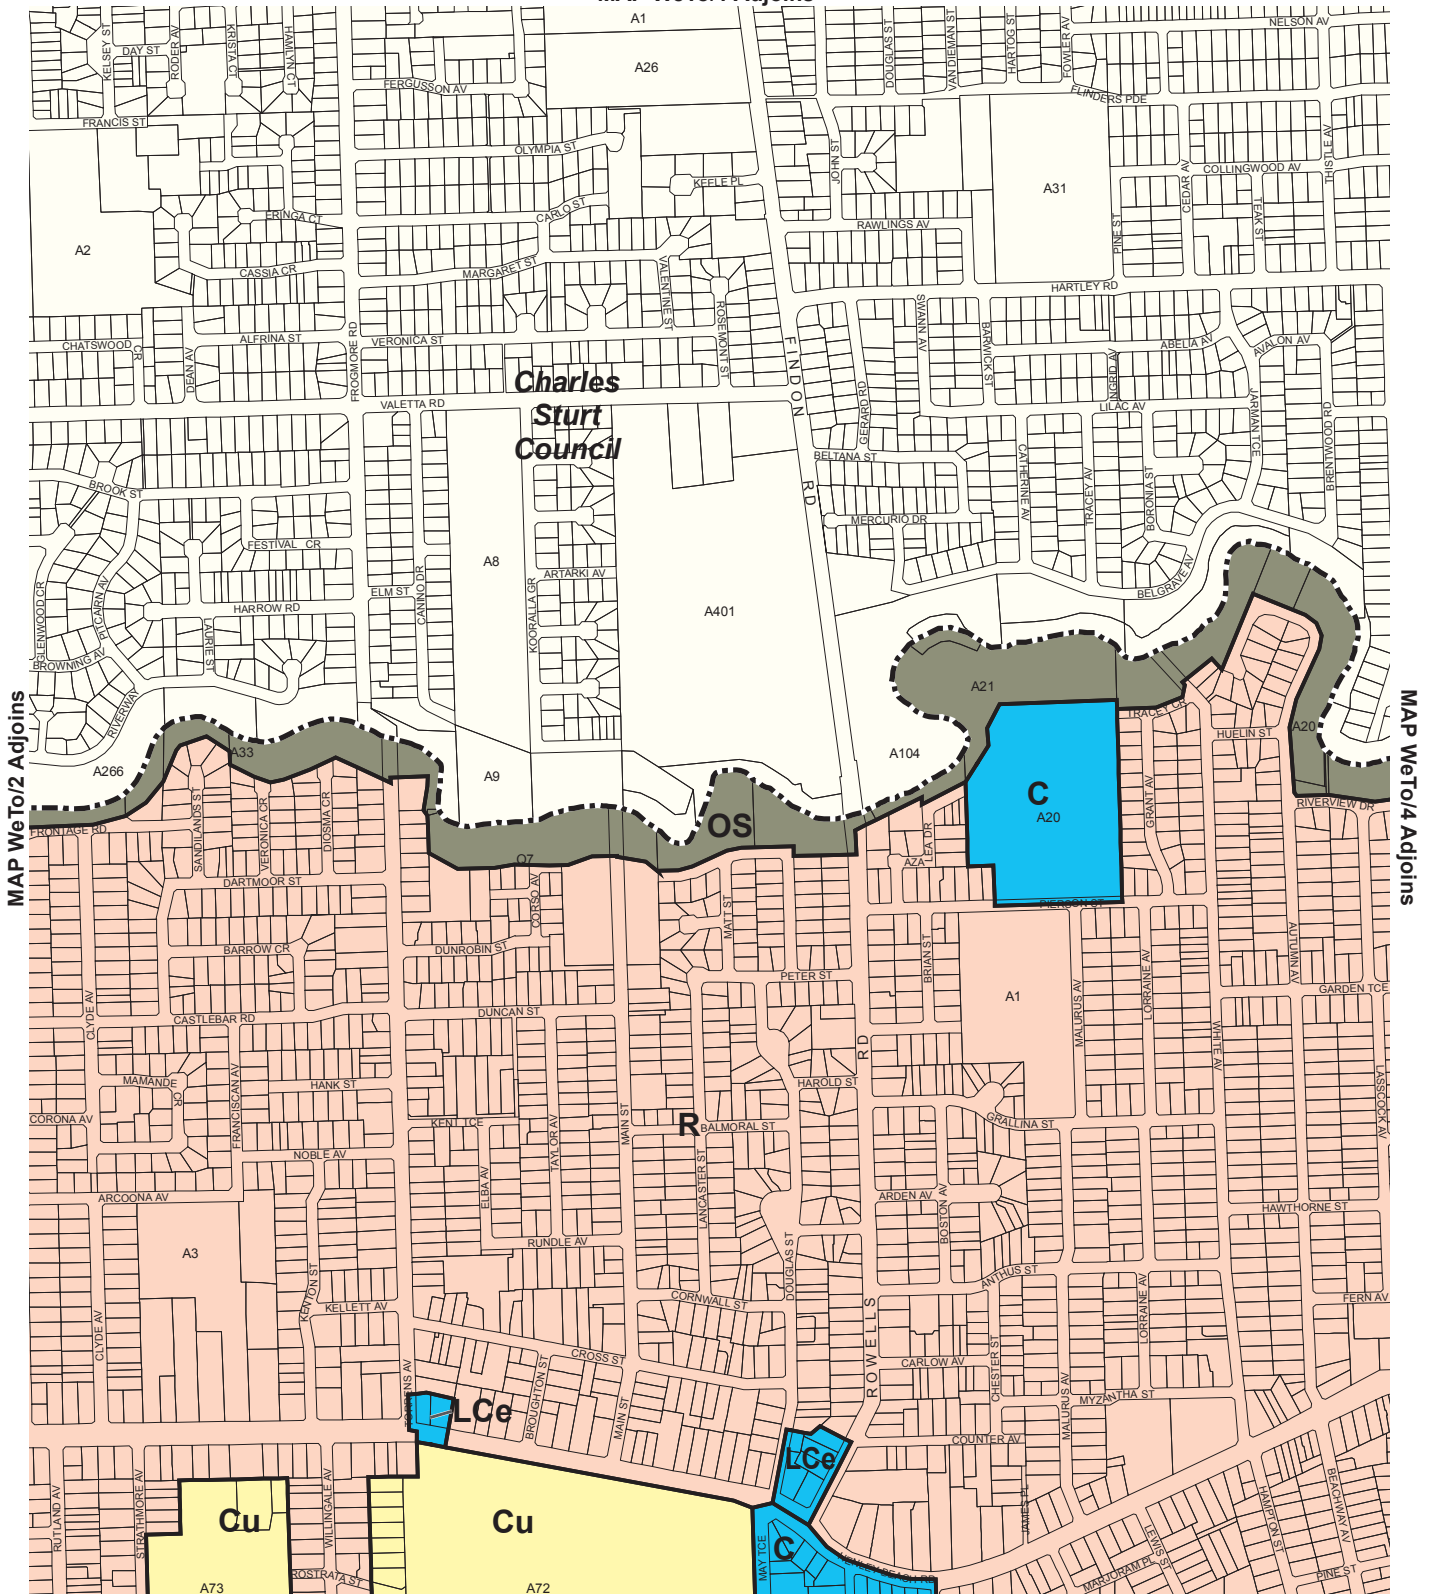 A1
NELSON AV
KELSEY ST
DAY ST
RODER AV
KRISTA CT
HAMLYN CT
DOUGLAS ST
VAN DIEMAN ST
HARTOG ST
FOWLER AV
A26
FERGUSSON AV
FLINDERS PDE
FRANCIS ST
OLYMPIA ST
JOHN ST
THISTLE AV
COLLINGWOOD AV
CEDAR AV
KEELE PL
A31
ERINGA CT
CARLO ST
RAWLINGS AV
PINE ST
TEAK ST
A2
CASSIA CR
MARGARET ST
VALENTINE ST
ROSEMONT ST
HARTLEY RD
CHATSWOOD
CR
ALFRINA ST
DEAN AV
FROGMORE RD
VERONICA ST
FINDON
RD
GERARD RD
SWANN AV
BARWICK ST
INGRID AV
ABELIA AV
AVALON AV
Charles
Sturt
Council
VALETTA RD
LILAC AV
JARMAN TCE
BRENTWOOD RD
BELTANA ST
CATHERINE AV
TRACEY AV
BORONIA ST
BROOK ST
MERCURIO DR
FESTIVAL CR
A8
ARTARKI AV
KOORALLA GR
ELM ST
CANINO DR
BELGRAVE AV
GLENWOOD CR
PITCAIRN AV
HARROW RD
LAURIE ST
A401
BROWNING AV
RIVERWAY
MAP WeTo/2 Adjoins
MAP WeTo/4 Adjoins
A21
TRACEY CR
HUELIN ST
A20
A33
A266
A9
A104
C
A20
OS
O7
RIVERVIEW DR
FRONTAGE RD
SANDILANDS ST
VERONICA CR
DIOSMA CR
LEA DR
AZA
GRANT AV
DARTMOOR ST
CORSO AV
MATT ST
PIERSON ST
BARROW CR
DUNROBIN ST
BRIAN ST
AUTUMN AV
PETER ST
GARDEN TCE
A1
MALURUS AV
LORRAINE AV
CLYDE AV
CASTLEBAR RD
DUNCAN ST
RD
WHITE AV
MAMANDE
CR
FRANCISCAN AV
HANK ST
HAROLD ST
LASSCOCK AV
CORONA AV
KENT TCE
TAYLOR AV
MAIN ST
R
BALMORAL ST
GRALLINA ST
NOBLE AV
ELBA AV
LANCASTER ST
ARCOONA AV
ARDEN AV
BOSTON AV
HAWTHORNE ST
A3
RUNDLE AV
DOUGLAS ST
ANTHUS ST
KENTON ST
KELLETT AV
CORNWALL ST
ROWELLS
LORRAINE AV
FERN AV
CLYDE AV
CROSS ST
CARLOW AV
CHESTER ST
TORRENS AV
LCe
BROUGHTON ST
MAIN ST
MALURUS AV
MYZANTHA ST
COUNTER AV
LCe
RUTLAND AV
STRATHMORE AV
Cu
WILLINGALE AV
Cu
JAMES PL
HAMPTON ST
BEACHWAY AV
LEWIS ST
MAY TCE
C
HENLEY BEACH RD
MARJORAM PL
PINE ST
ROSTRATA ST
A73
A72